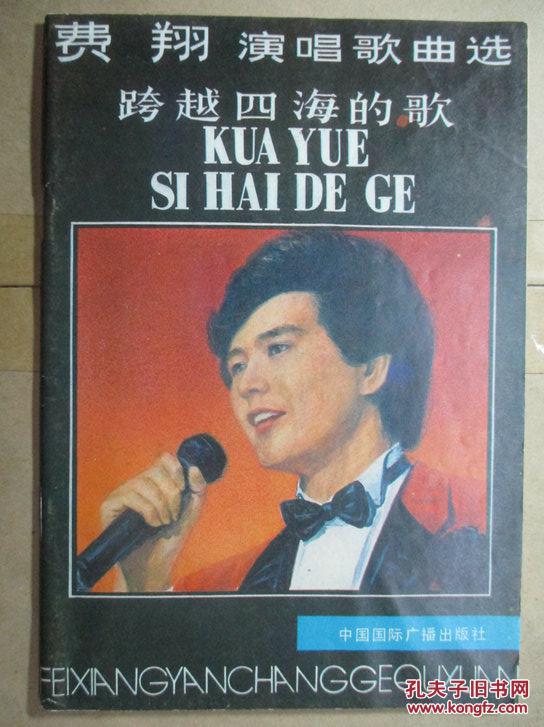 费翔 演唱歌曲选
跨越四海的歌
KUA YUE
SI HAI DE GE
中国国际广播出版社
FEIXIANGYANCHANGGEQUXUAN
孔夫子旧书网
www.kongfz.com